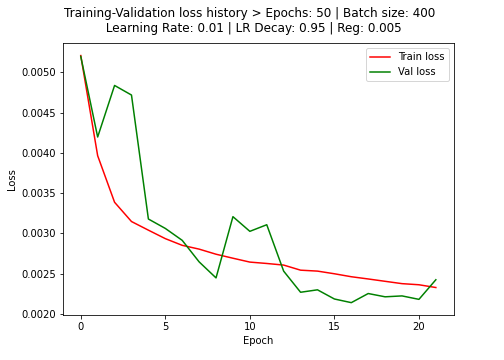 Training-Validation loss history > Epochs: 50 | Batch size: 400
Learning Rate: 0.01 | LR Decay: 0.95 | Reg: 0.005
Train loss
Val loss
Loss
0.0050
0.0045
0.0040
0.0035
0.0030
0.0025
0.0020
0
5
10
15
20
Epoch